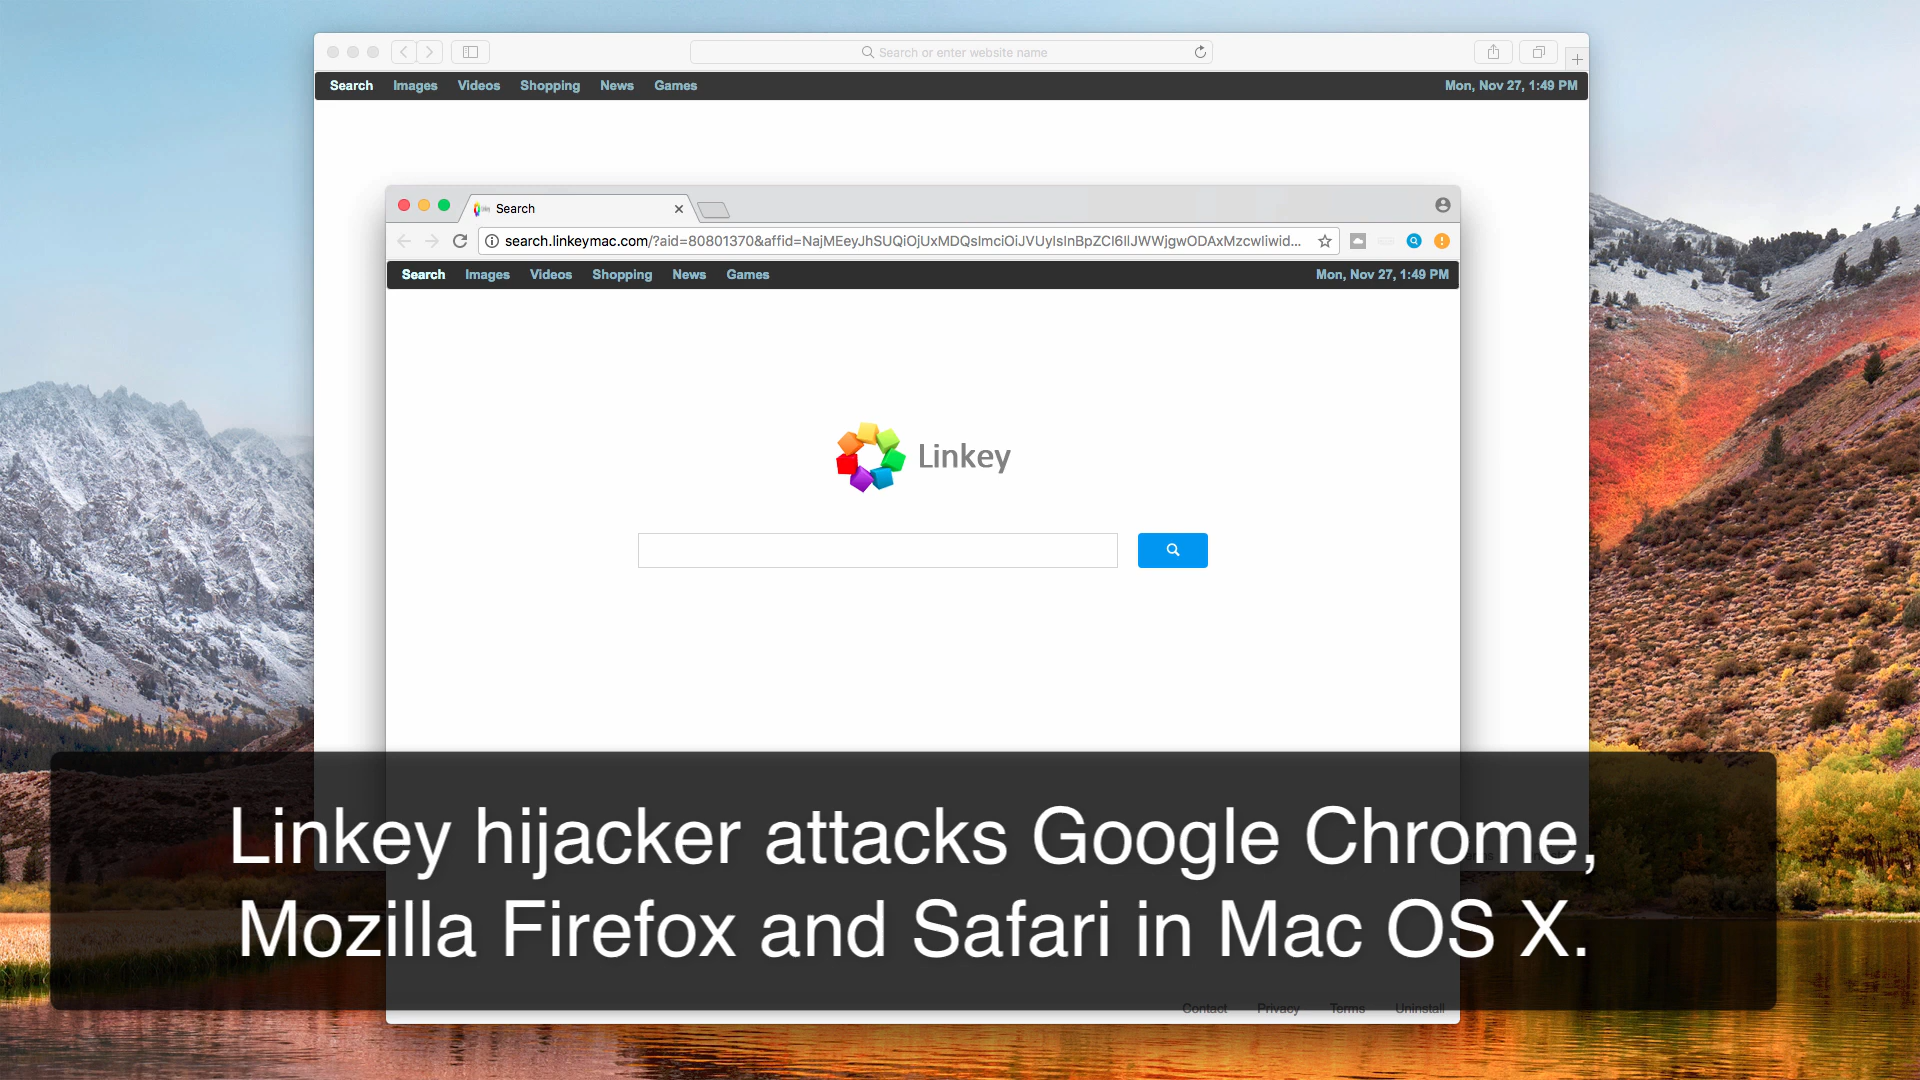 Search or enter website name
Search Images Videos Shopping News Games Mon, Nov 27, 1:49 PM
Search
search.linkeymac.com/?aid=80801370&affid=
Search Images Videos Shopping News Games Mon, Nov 27, 1:49 PM
Linkey
Linkey hijacker attacks Google Chrome,
Mozilla Firefox and Safari in Mac OS X.
Contact Privacy Terms Uninstall